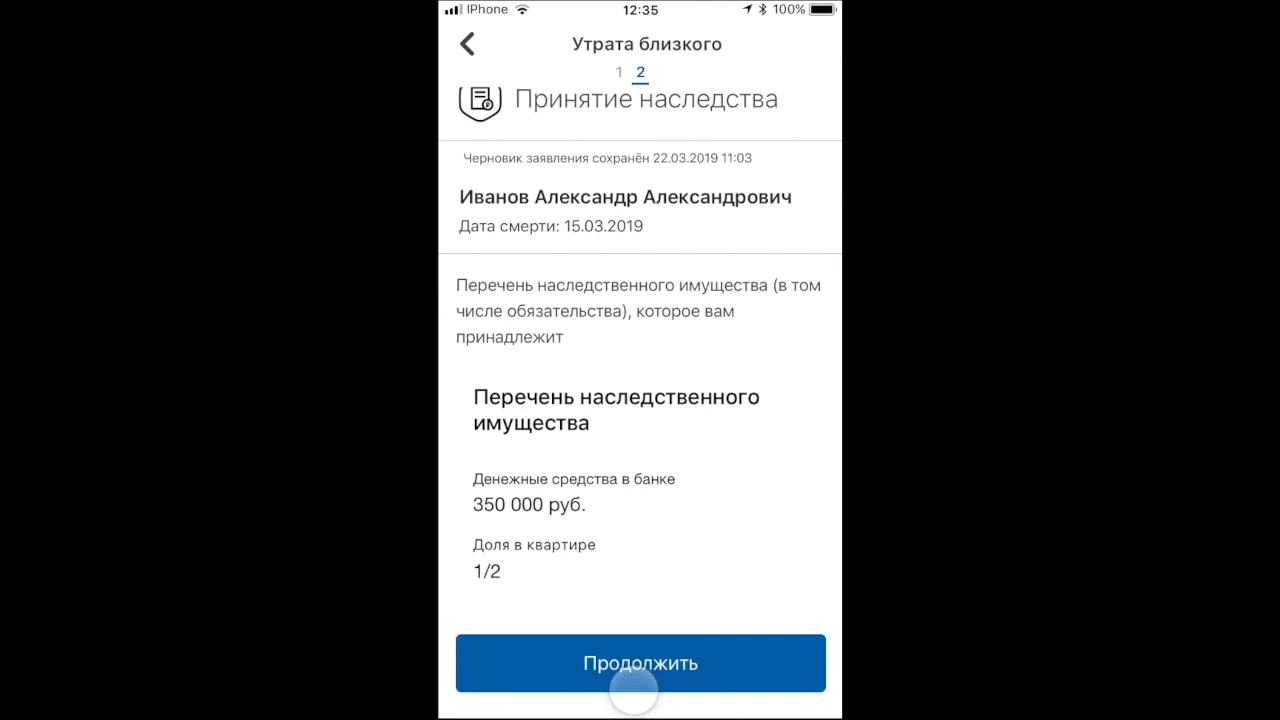 IPhone 12:35 100%
Утрата близкого
1 2
Принятие наследства
Черновик заявления сохранён 22.03.2019 11:03
Иванов Александр Александрович
Дата смерти: 15.03.2019
Перечень наследственного имущества (в том
числе обязательства), которое вам
принадлежит
Перечень наследственного
имущества
Денежные средства в банке
350 000 руб.
Доля в квартире
1/2
Продолжить